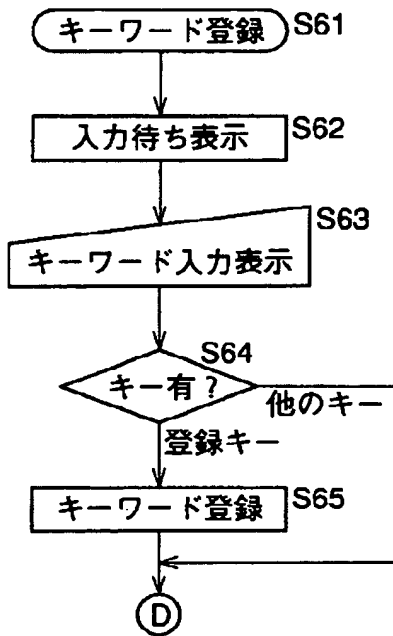 キーワード登録 S61
入力待ち表示 S62
S63
キーワード入力表示
S64
キー有？
他のキー
登録キー
キーワード登録 S65
D